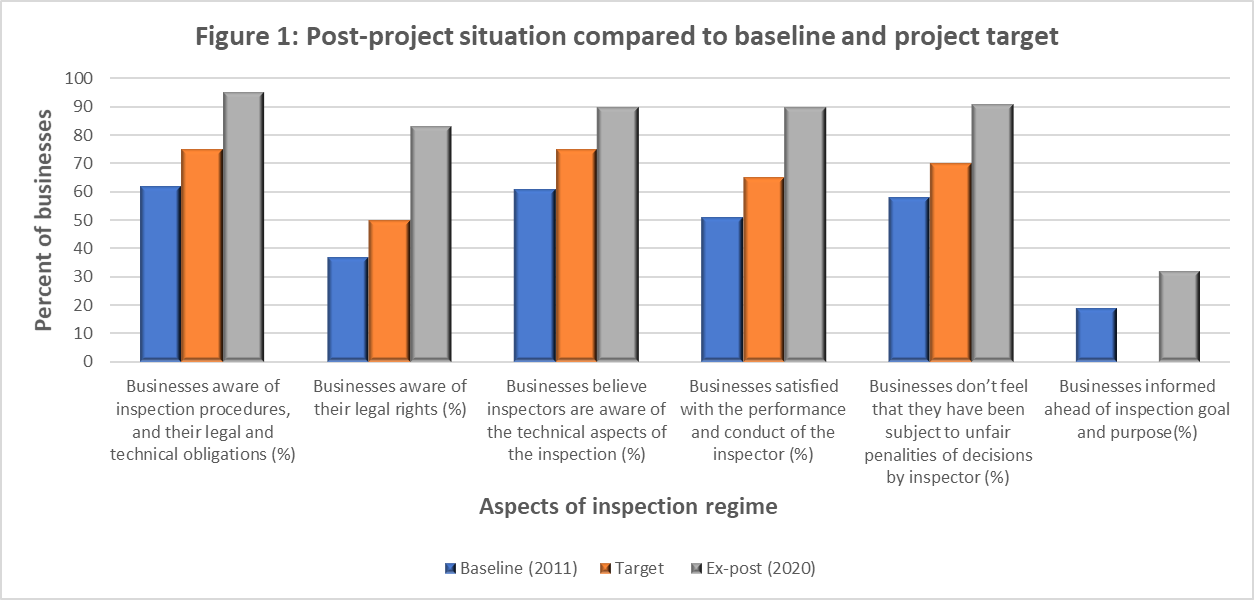 Figure 1: Post-project situation compared to baseline and project target
Percent of businesses
100
90
80
70
60
50
40
30
20
10
0
Businesses aware of
inspection procedures,
and their legal and
technical obligations (%)
Businesses aware of
their legal rights (%)
Businesses believe
inspectors are aware of
the technical aspects of
the inspection (%)
Businesses satisfied
with the performance
and conduct of the
inspector (%)
Businesses don’t feel
that they have been
subject to unfair
penalities of decisions
by inspector (%)
Businesses informed
ahead of inspection goal
and purpose(%)
Aspects of inspection regime
Baseline (2011)
Target
Ex-post (2020)